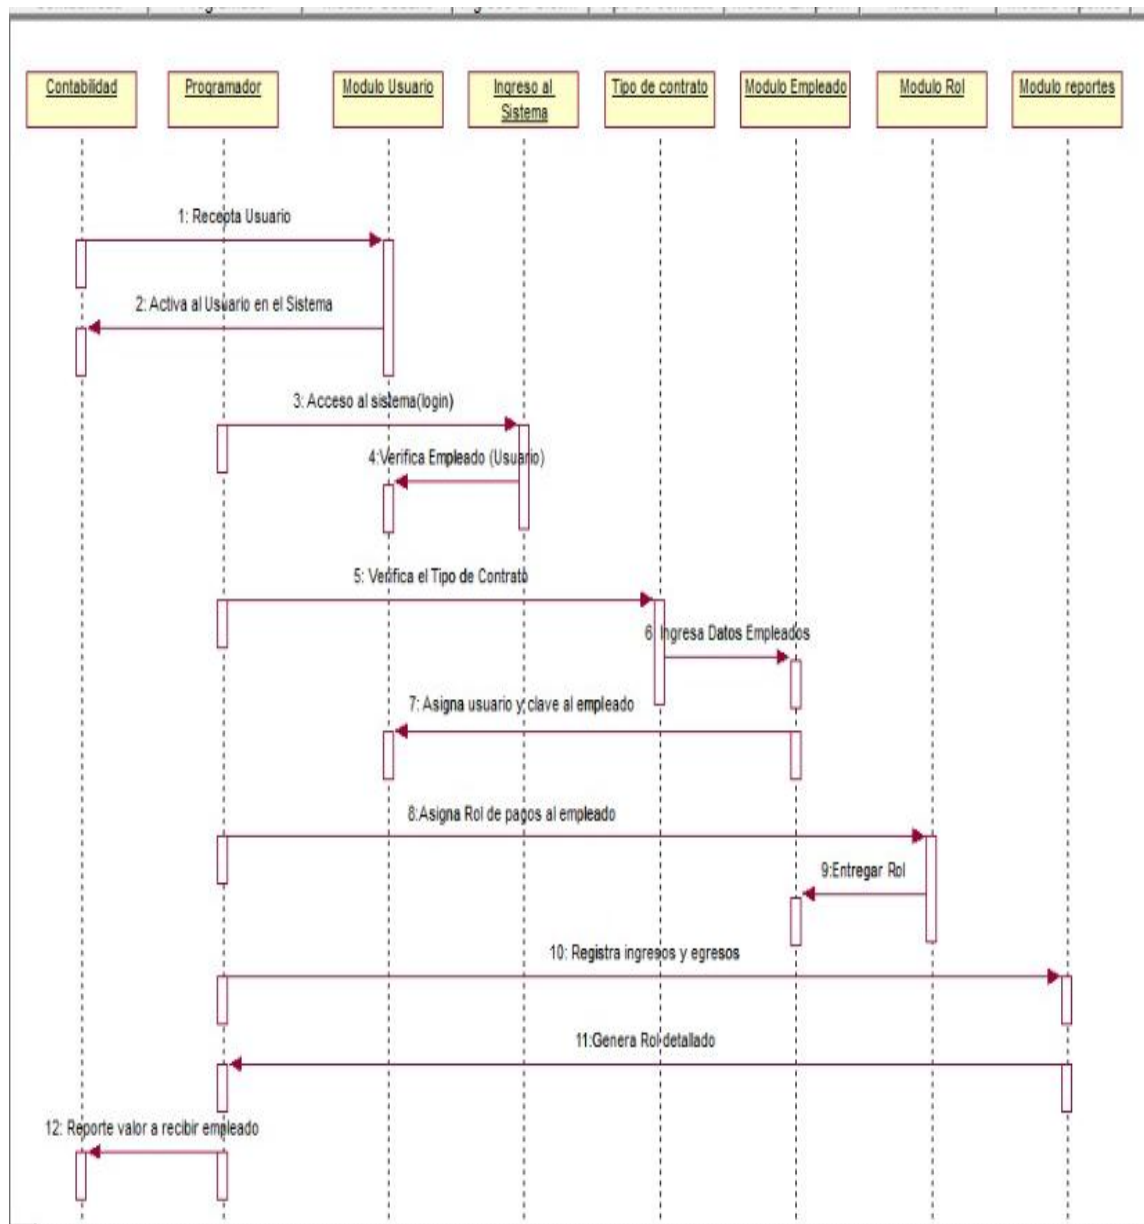 Contabilidad
Programador
Modulo Usuario
Ingreso al
Sistema
Tipo de contrato
Modulo Empleado
Modulo Rol
Modulo reportes
1: Recepta Usuario
2: Activa al Usuario en el Sistema
3: Acceso al sistema(login)
4:Verifica Empleado (Usuario)
5: Verifica el Tipo de Contrato
6: Ingresa Datos Empleados
7: Asigna usuario y clave al empleado
8:Asigna Rol de pagos al empleado
9:Entregar Rol
10: Registra ingresos y egresos
11:Genera Rol detallado
12: Reporte valor a recibir empleado